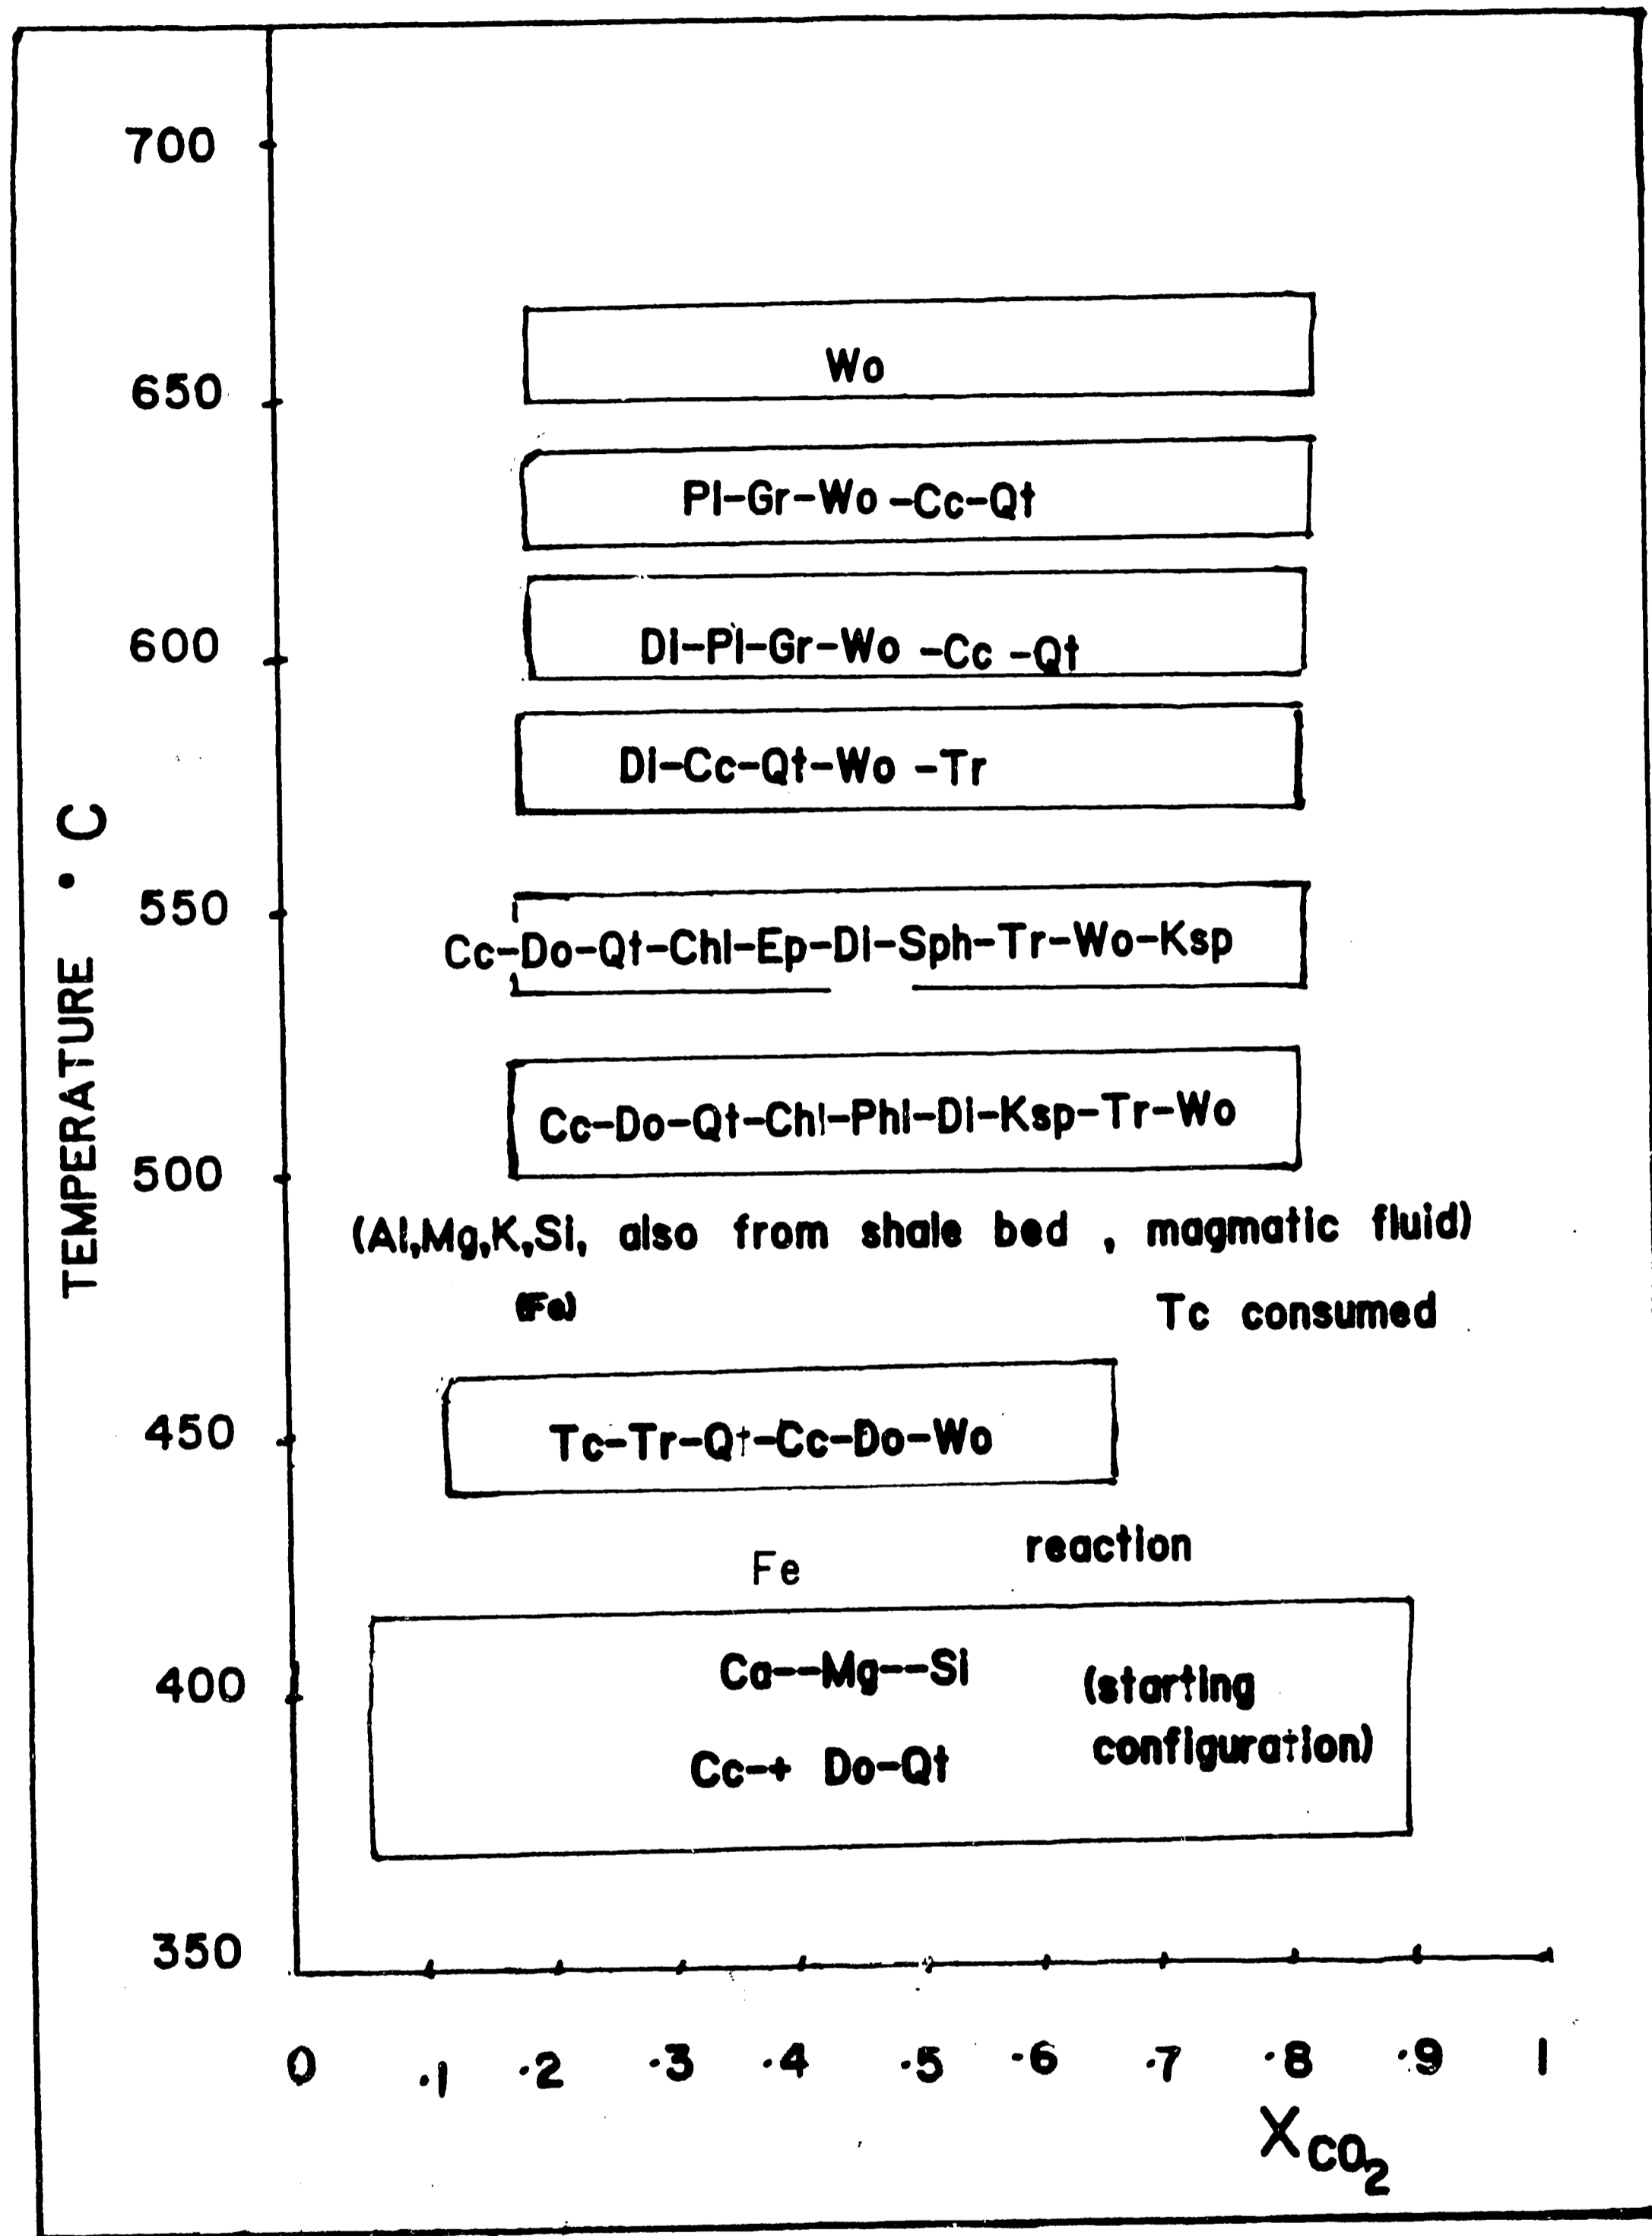 700
Wo
650
Pl-Gr-Wo-Cc-Qt
Di-Pl-Gr-Wo-Cc-Qt
600
Di-Cc-Qt-Wo-Tr
TEMPERATURE °C
550
Cc-Do-Qt-Chl-Ep-Di-Sph-Tr-Wo-Ksp
Cc-Do-Qt-Chl-Phl-Di-Ksp-Tr-Wo
500
(Al,Mg,K,Si, also from shale bed , magmatic fluid)
(Fe) Tc consumed
450
Tc-Tr-Qt-Cc-Do-Wo
Fe reaction
Ca--Mg--Si (starting
400
configuration)
Cc-+ Do-Qt
350
0 .1 .2 .3 .4 .5 .6 .7 .8 .9 1
XCO2